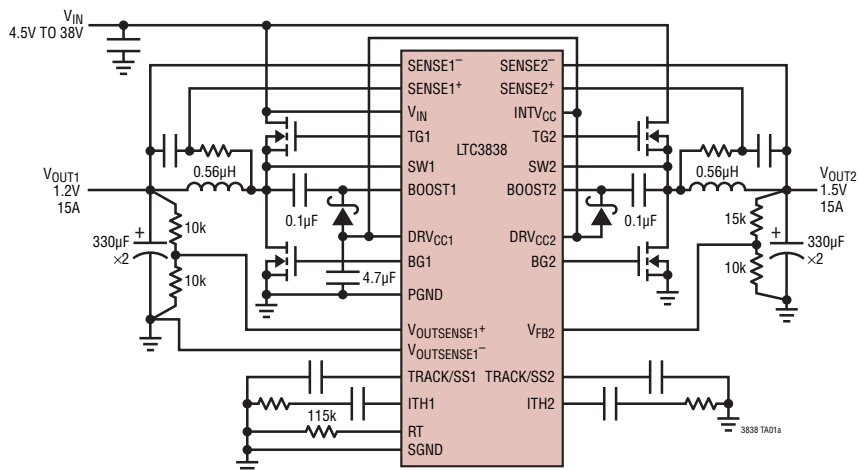 VIN
4.5V TO 38V
SENSE1–
SENSE1+
VIN
TG1
SW1
BOOST1
DRVCC1
BG1
PGND
VOUTSENSE1+
VOUTSENSE1–
TRACK/SS1
ITH1
RT
SGND
LTC3838
SENSE2–
SENSE2+
INTVCC
TG2
SW2
BOOST2
DRVCC2
BG2
VFB2
TRACK/SS2
ITH2
VOUT1
1.2V
15A
0.56µH
0.1µF
10k
10k
+
330µF
×2
4.7µF
115k
VOUT2
1.5V
15A
0.56µH
0.1µF
15k
10k
+
330µF
×2
3838 TA01a